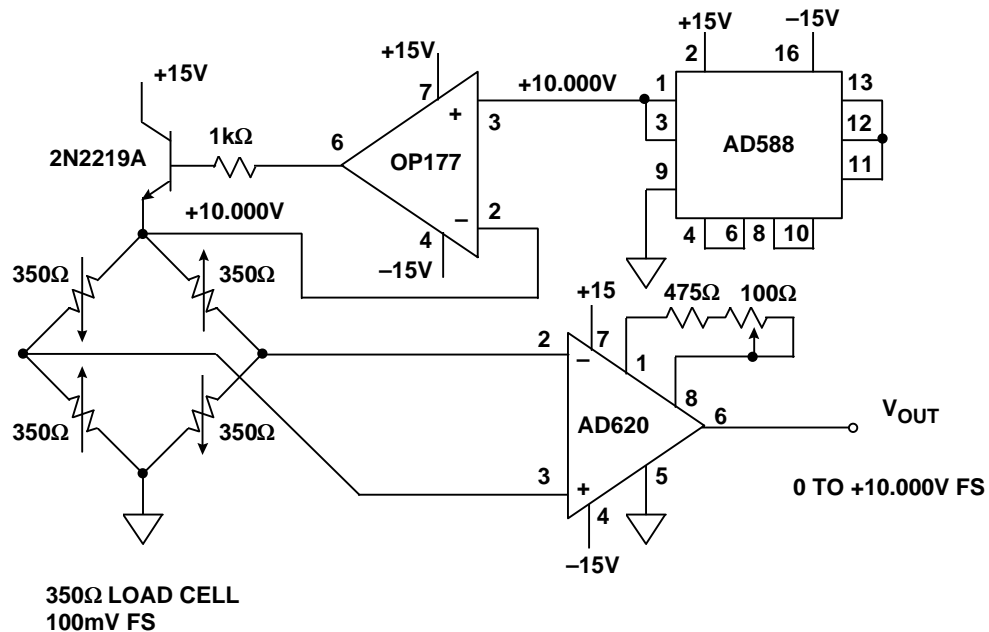 +15V
–15V
2
16
+15V
+15V
7
+10.000V
1
13
3
3
12
AD588
1kΩ
6
+
OP177
2N2219A
9
11
2
–
+10.000V
4
4
6
8
10
–15V
350Ω
350Ω
+15
475Ω
100Ω
2
7
–
1
8
VOUT
AD620
6
350Ω
350Ω
3
+
5
0 TO +10.000V FS
4
–15V
350Ω LOAD CELL
100mV FS